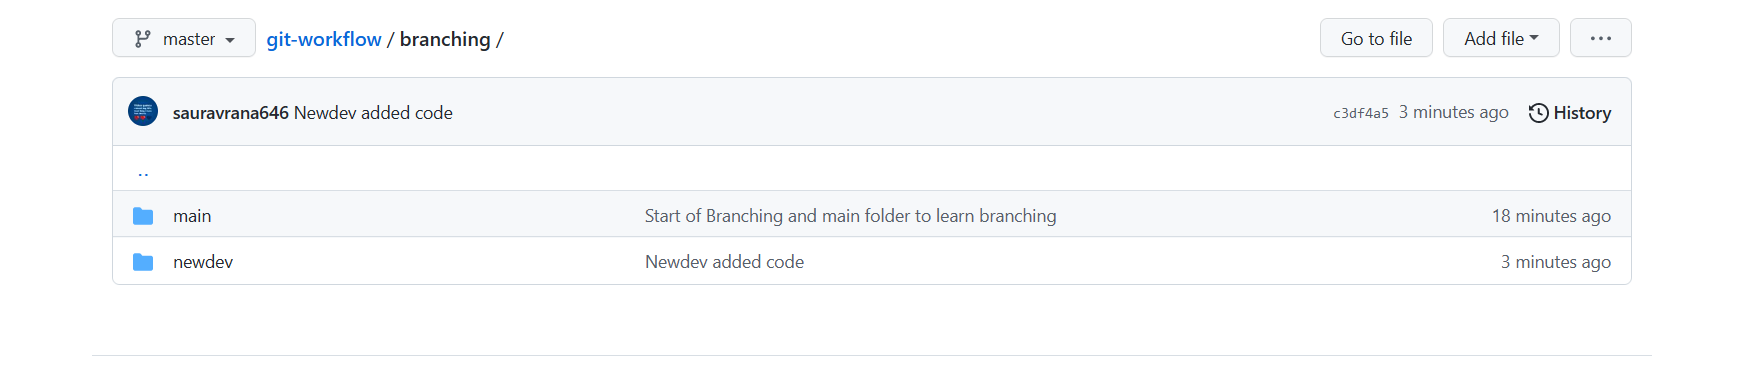 master git-workflow / branching / Go to file Add file ···
sauravrana646 Newdev added code c3df4a5 3 minutes ago History
..
main Start of Branching and main folder to learn branching 18 minutes ago
newdev Newdev added code 3 minutes ago